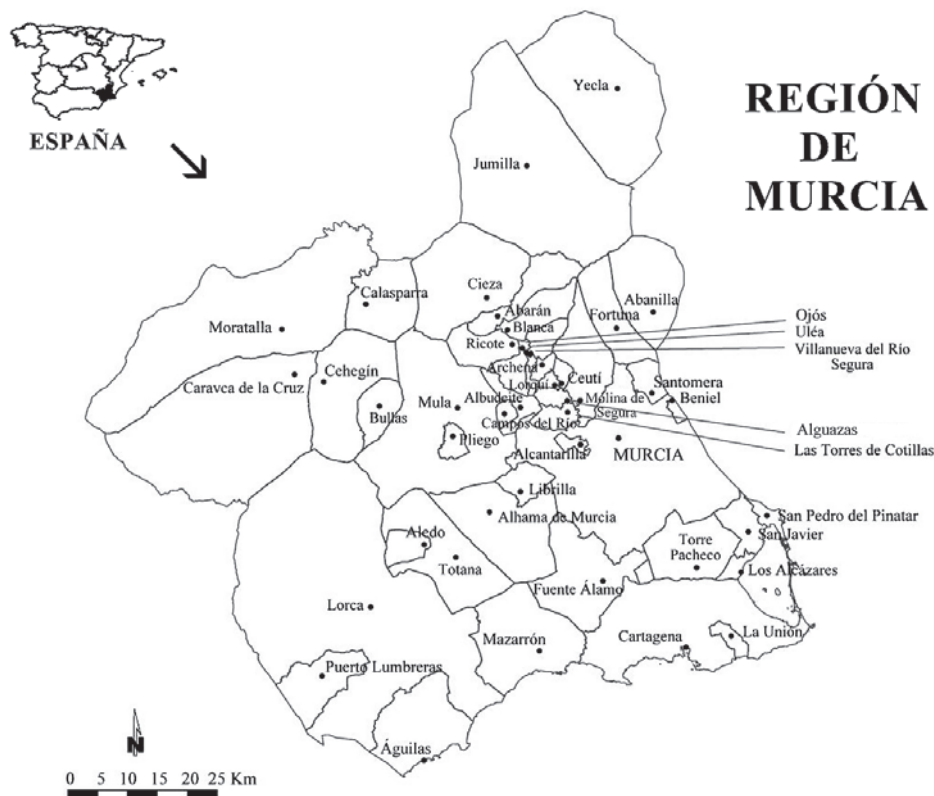 ESPAÑA
REGIÓN
DE
MURCIA
Yecla
Jumilla
Cieza
Calasparra
Abarán
Blanca
Fortuna
Abanilla
Moratalla
Ricote
Ojós
Uléa
Villanueva del Río
Segura
Archena
Caravca de la Cruz
Cehegín
Lorquí
Ceutí
Santomera
Beniel
Mula
Albudeite
Molina de
Segura
Bullas
Campos del Río
Alguazas
Pliego
Alcantarilla
MURCIA
Las Torres de Cotillas
Librilla
Alhama de Murcia
San Pedro del Pinatar
San Javier
Aledo
Torre
Pacheco
Totana
Los Alcázares
Fuente Álamo
Lorca
Mazarrón
Cartagena
La Unión
Puerto Lumbreras
Águilas
N
0 5 10 15 20 25 Km